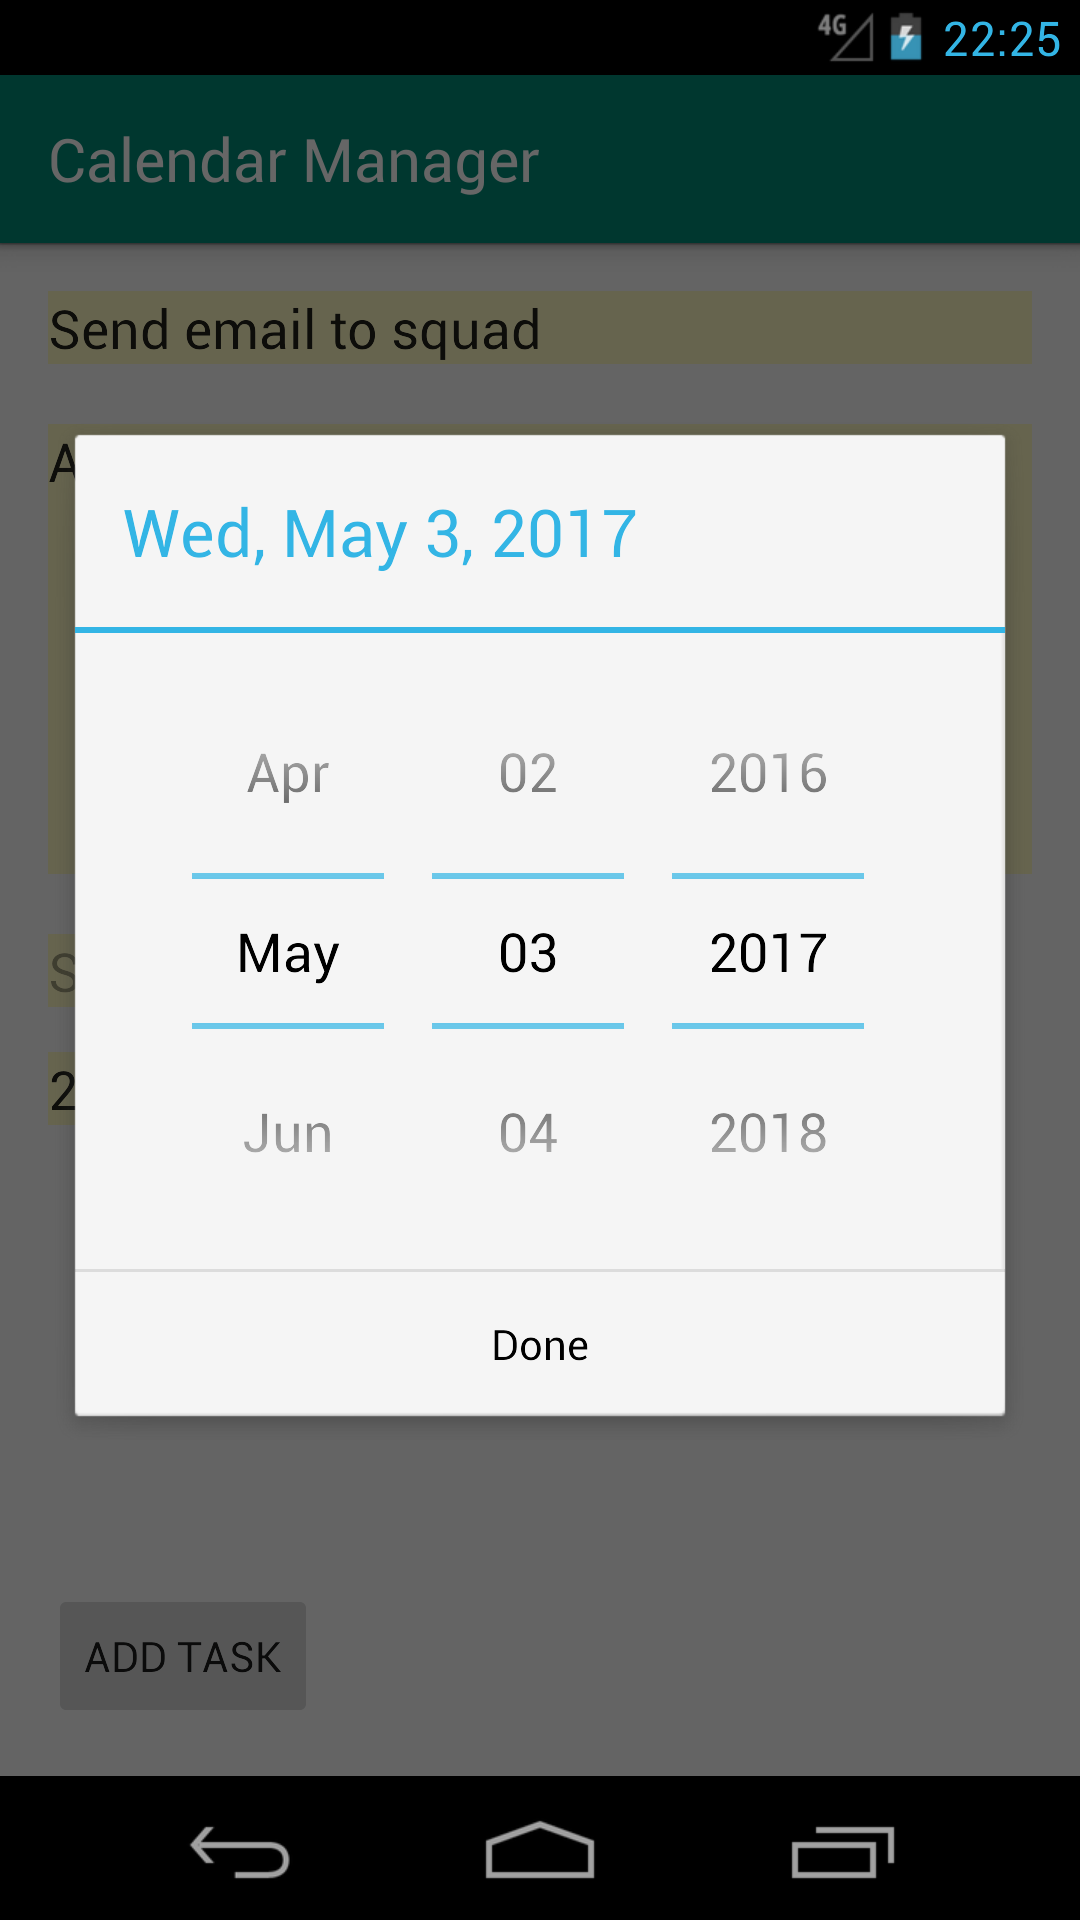 4G 22:25
Calendar Manager
Send email to squad
Wed, May 3, 2017
Apr 02 2016
May 03 2017
Jun 04 2018
Done
ADD TASK